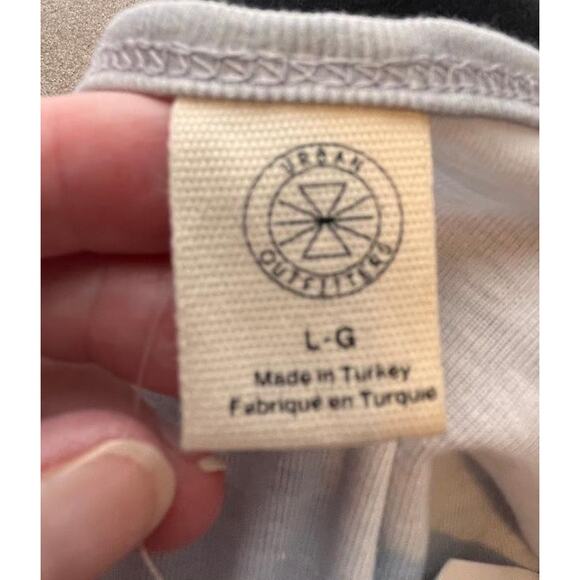 URBAN
OUTFITTERS
L-G
Made in Turkey
Fabriqué en Turquie